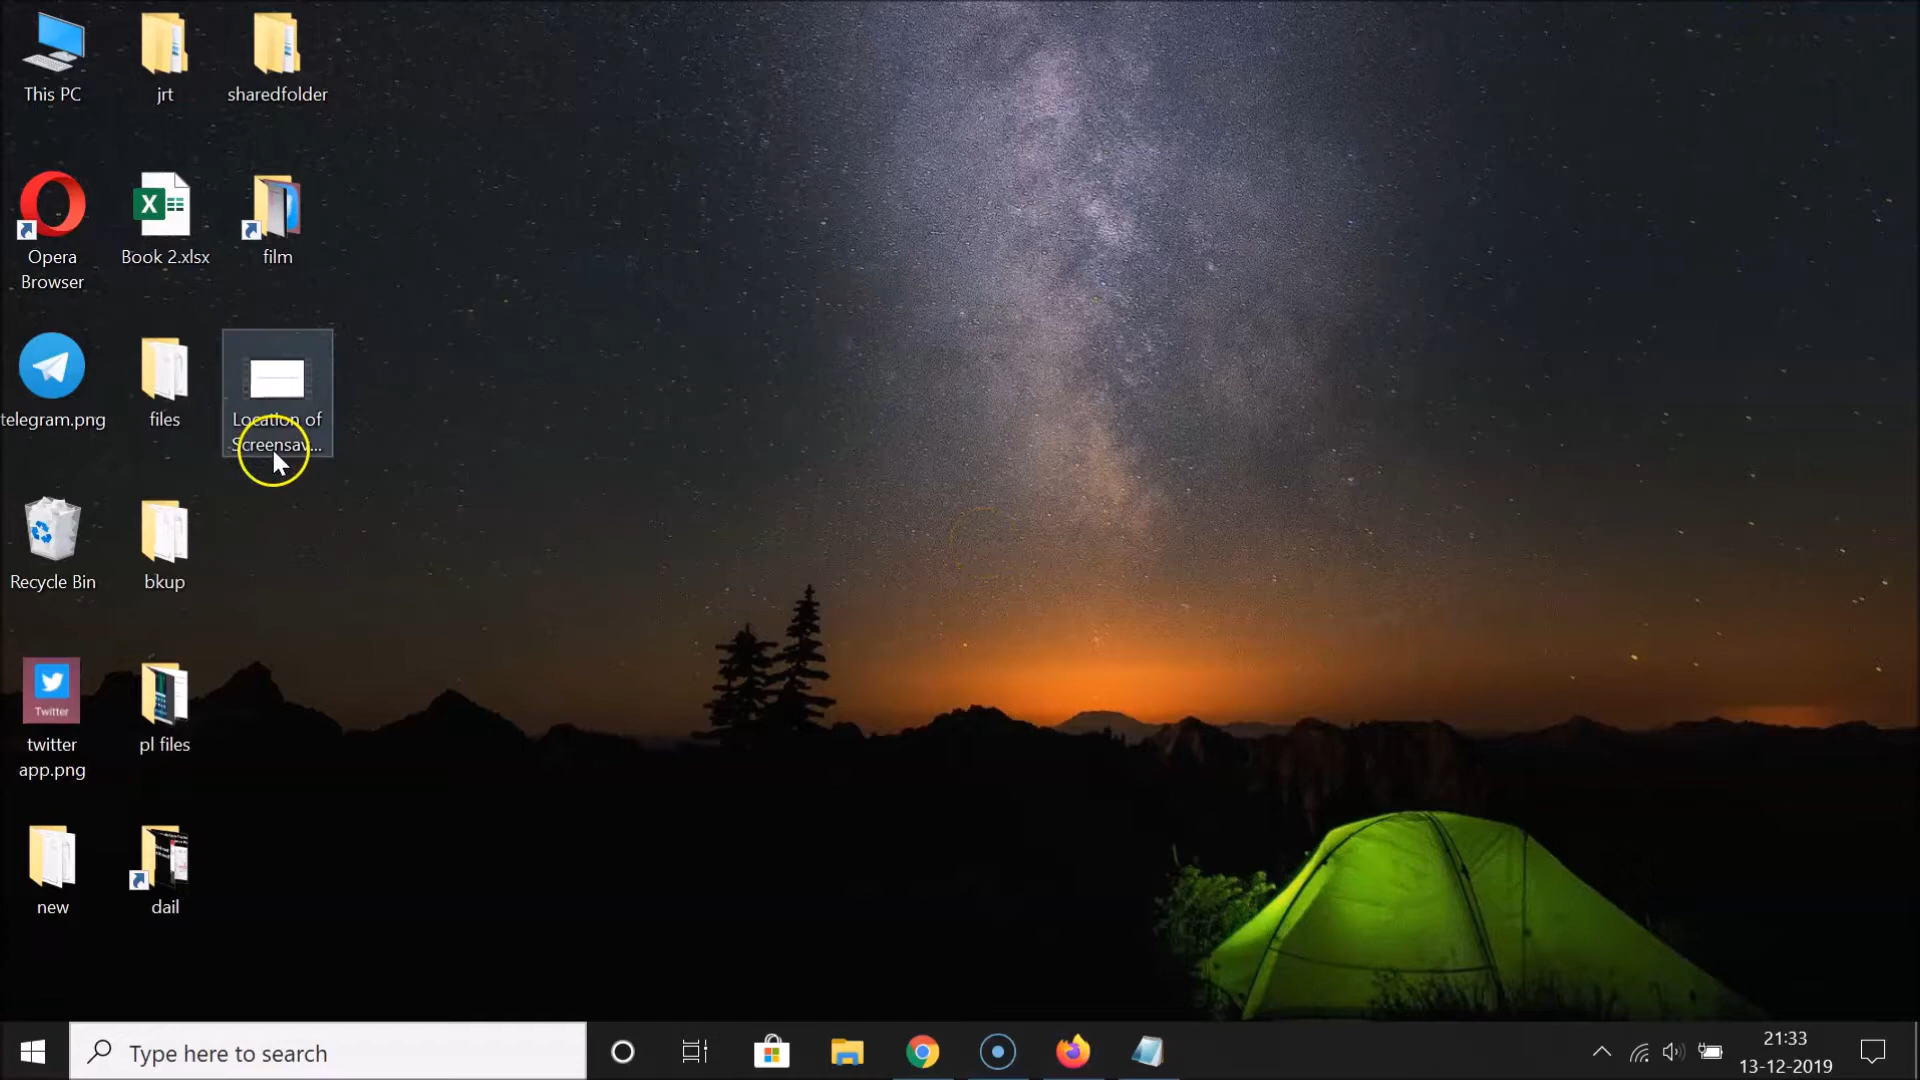 This PC
jrt
sharedfolder
Opera
Browser
Book 2.xlsx
film
telegram.png
files
Location of
Screensav...
Recycle Bin
bkup
Twitter
twitter
app.png
pl files
new
dail
Type here to search
21:33
13-12-2019